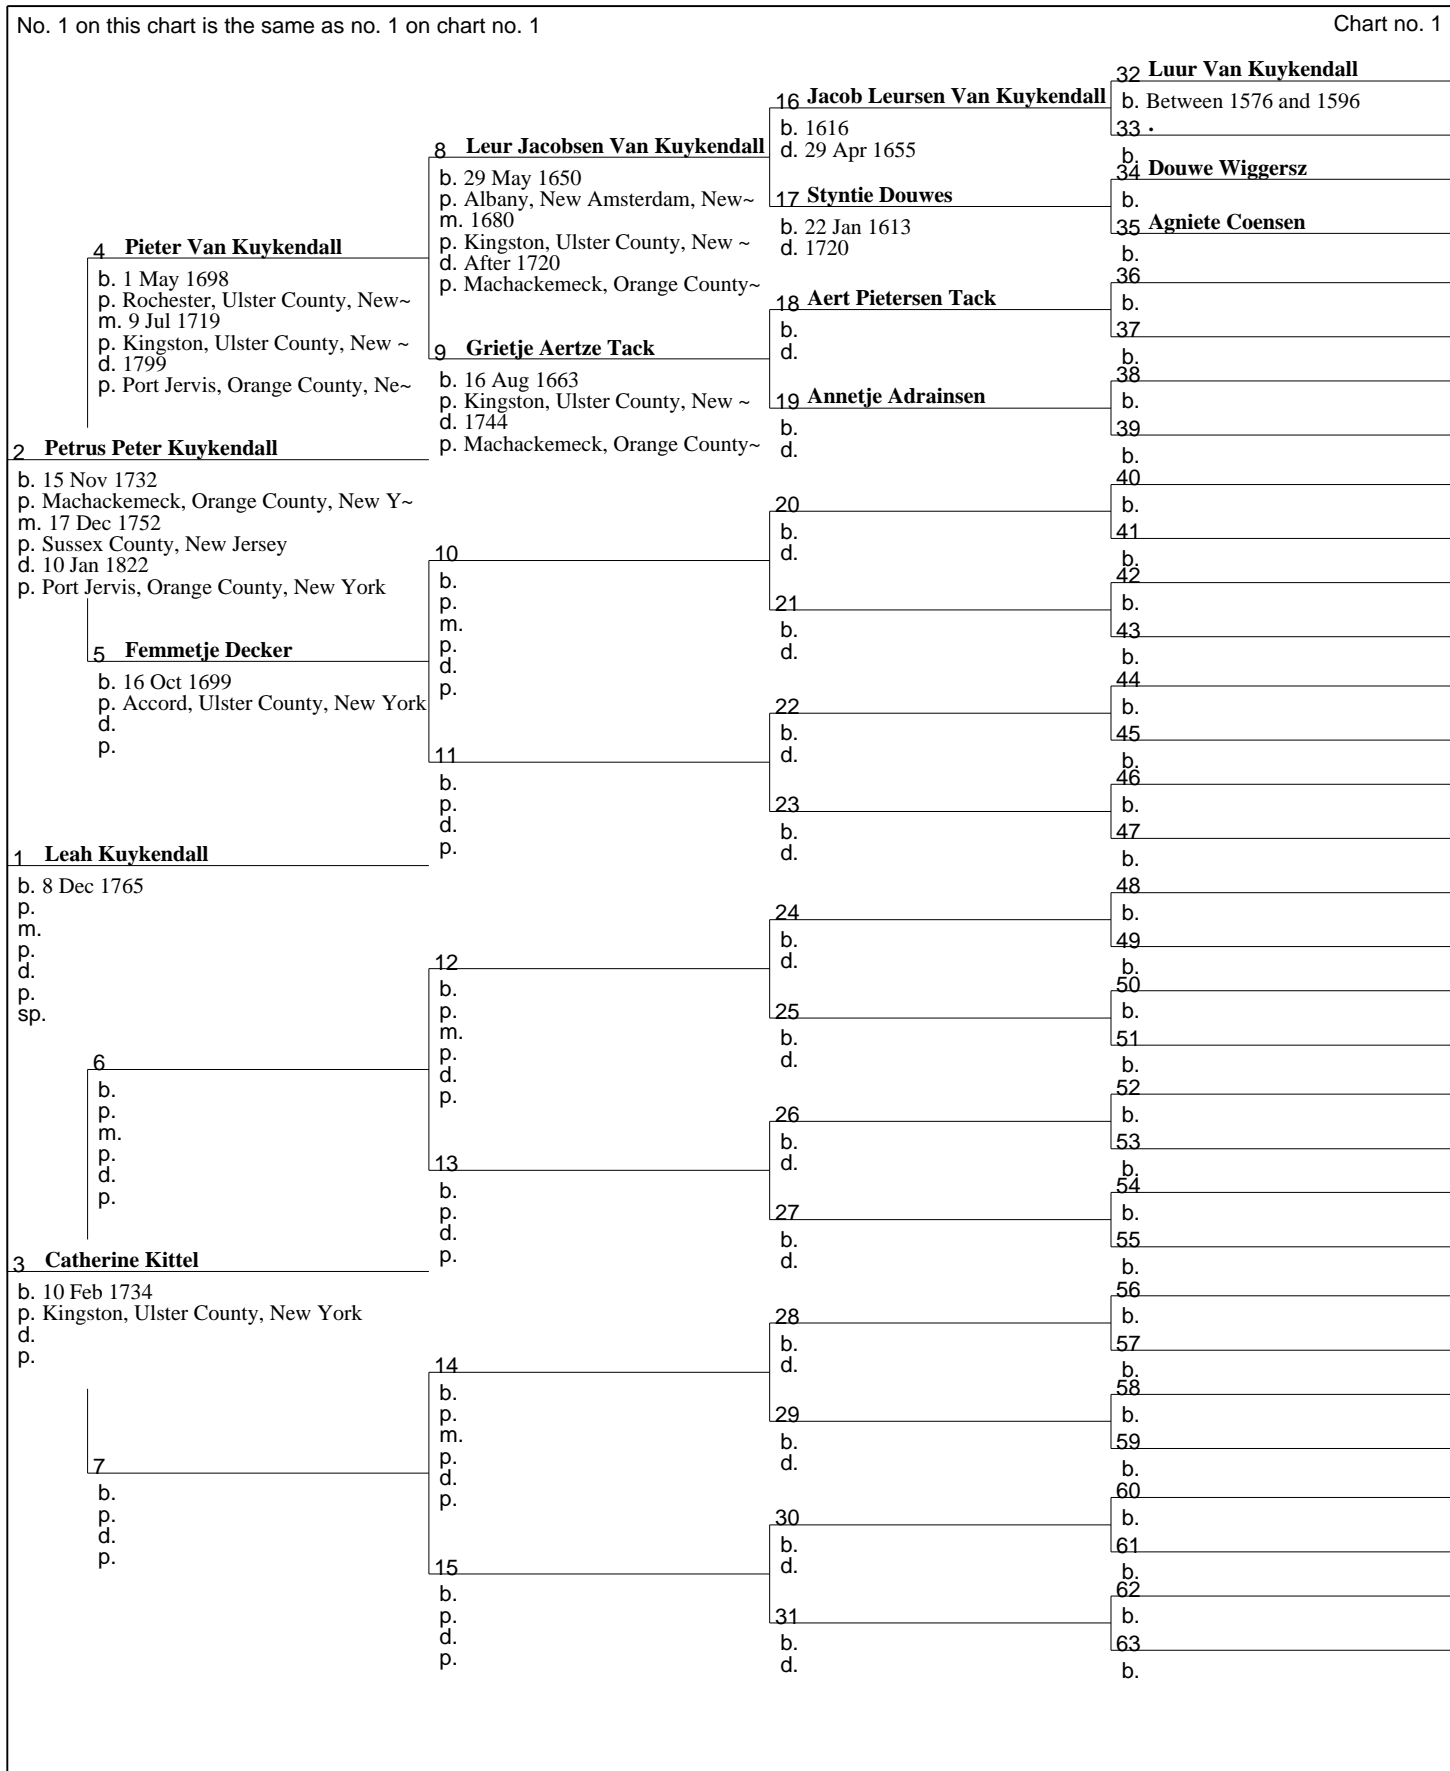 No. 1 on this chart is the same as no. 1 on chart no. 1
Chart no. 1
1 Leah Kuykendall
b. 8 Dec 1765
p.
m.
p.
d.
p.
sp.
2 Petrus Peter Kuykendall
b. 15 Nov 1732
p. Machackemeck, Orange County, New Y~
m. 17 Dec 1752
p. Sussex County, New Jersey
d. 10 Jan 1822
p. Port Jervis, Orange County, New York
3 Catherine Kittel
b. 10 Feb 1734
p. Kingston, Ulster County, New York
d.
p.
4 Pieter Van Kuykendall
b. 1 May 1698
p. Rochester, Ulster County, New~
m. 9 Jul 1719
p. Kingston, Ulster County, New ~
d. 1799
p. Port Jervis, Orange County, Ne~
5 Femmetje Decker
b. 16 Oct 1699
p. Accord, Ulster County, New York
d.
p.
6
b.
p.
m.
p.
d.
p.
7
b.
p.
d.
p.
8 Leur Jacobsen Van Kuykendall
b. 29 May 1650
p. Albany, New Amsterdam, New~
m. 1680
p. Kingston, Ulster County, New ~
d. After 1720
p. Machackemeck, Orange County~
9 Grietje Aertze Tack
b. 16 Aug 1663
p. Kingston, Ulster County, New ~
d. 1744
p. Machackemeck, Orange County~
10
b.
p.
m.
p.
d.
p.
11
b.
p.
d.
p.
12
b.
p.
m.
p.
d.
p.
13
b.
p.
d.
p.
14
b.
p.
m.
p.
d.
p.
15
b.
p.
d.
p.
16 Jacob Leursen Van Kuykendall
b. 1616
d. 29 Apr 1655
17 Styntie Douwes
b. 22 Jan 1613
d. 1720
18 Aert Pietersen Tack
b.
d.
19 Annetje Adrainsen
b.
d.
20
b.
d.
21
b.
d.
22
b.
d.
23
b.
d.
24
b.
d.
25
b.
d.
26
b.
d.
27
b.
d.
28
b.
d.
29
b.
d.
30
b.
d.
31
b.
d.
32 Luur Van Kuykendall
b. Between 1576 and 1596
33 .
b.
34 Douwe Wiggersz
b.
35 Agniete Coensen
b.
36
b.
37
b.
38
b.
39
b.
40
b.
41
b.
42
b.
43
b.
44
b.
45
b.
46
b.
47
b.
48
b.
49
b.
50
b.
51
b.
52
b.
53
b.
54
b.
55
b.
56
b.
57
b.
58
b.
59
b.
60
b.
61
b.
62
b.
63
b.